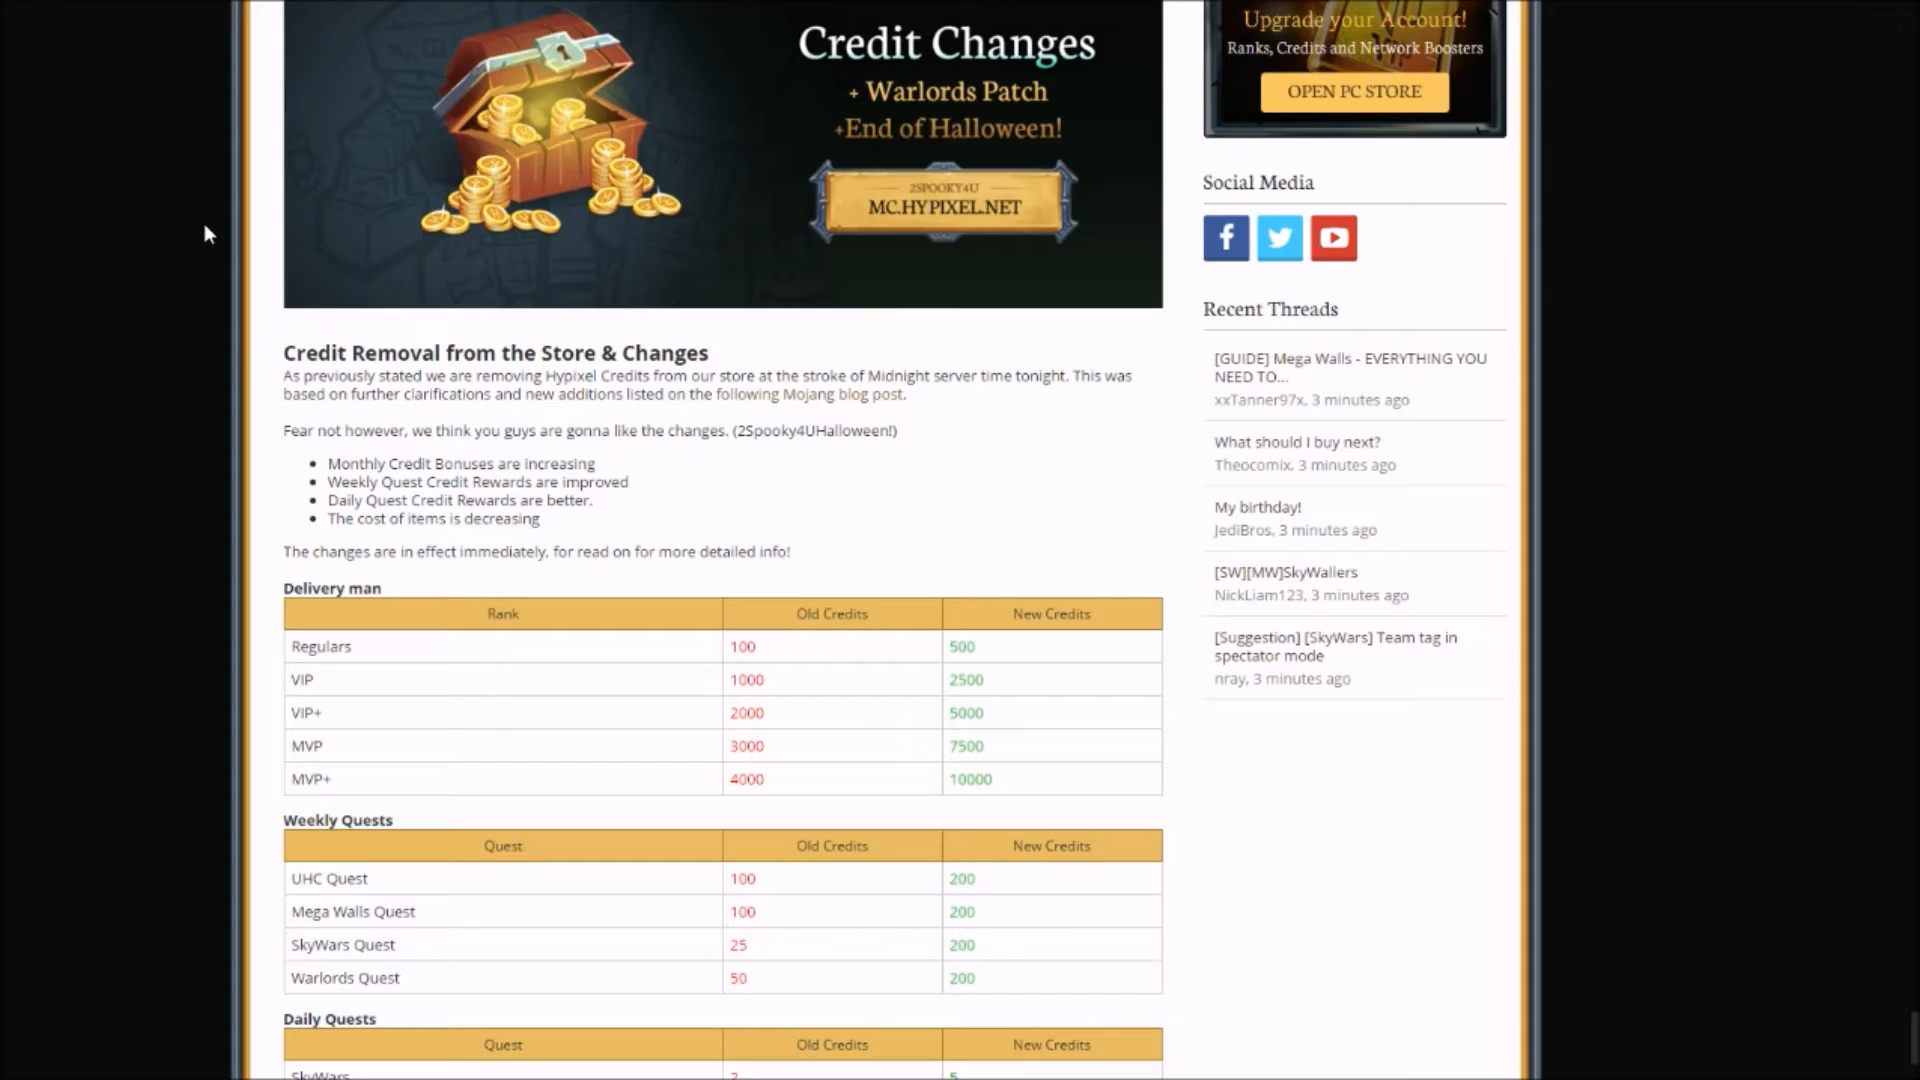 Credit Changes
+ Warlords Patch
+End of Halloween!
2SPOOKY4U
MC.HYPIXEL.NET
Credit Removal from the Store & Changes
As previously stated we are removing Hypixel Credits from our store at the stroke of Midnight server time tonight. This was
based on further clarifications and new additions listed on the following Mojang blog post.
Fear not however, we think you guys are gonna like the changes. (2Spooky4UHalloween!)
• Monthly Credit Bonuses are increasing
• Weekly Quest Credit Rewards are improved
• Daily Quest Credit Rewards are better.
• The cost of items is decreasing
The changes are in effect immediately, for read on for more detailed info!
Delivery man
Rank Old Credits New Credits
Regulars 100 500
VIP 1000 2500
VIP+ 2000 5000
MVP 3000 7500
MVP+ 4000 10000
Weekly Quests
Quest Old Credits New Credits
UHC Quest 100 200
Mega Walls Quest 100 200
SkyWars Quest 25 200
Warlords Quest 50 200
Daily Quests
Quest Old Credits New Credits
SkyWars 2 5
Upgrade your Account!
Ranks, Credits and Network Boosters
VIP
OPEN PC STORE
Social Media
Recent Threads
[GUIDE] Mega Walls - EVERYTHING YOU
NEED TO...
xxTanner97x, 3 minutes ago
What should I buy next?
Theocomix, 3 minutes ago
My birthday!
JediBros, 3 minutes ago
[SW][MW]SkyWallers
NickLiam123, 3 minutes ago
[Suggestion] [SkyWars] Team tag in
spectator mode
nray, 3 minutes ago